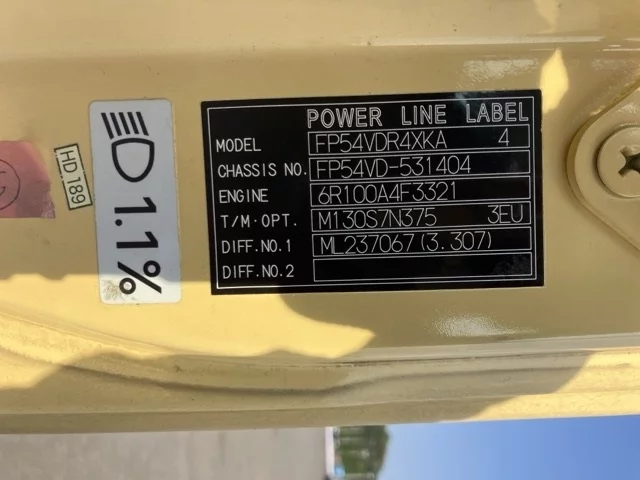 POWER LINE LABEL
MODEL FP54VDR4XKA 4
CHASSIS NO. FP54VD-531404
ENGINE 6R100A4F3321
T/M·OPT. M130S7N375 3EU
DIFF.NO.1 ML237067(3.307)
DIFF.NO.2
1.1%
HD.189